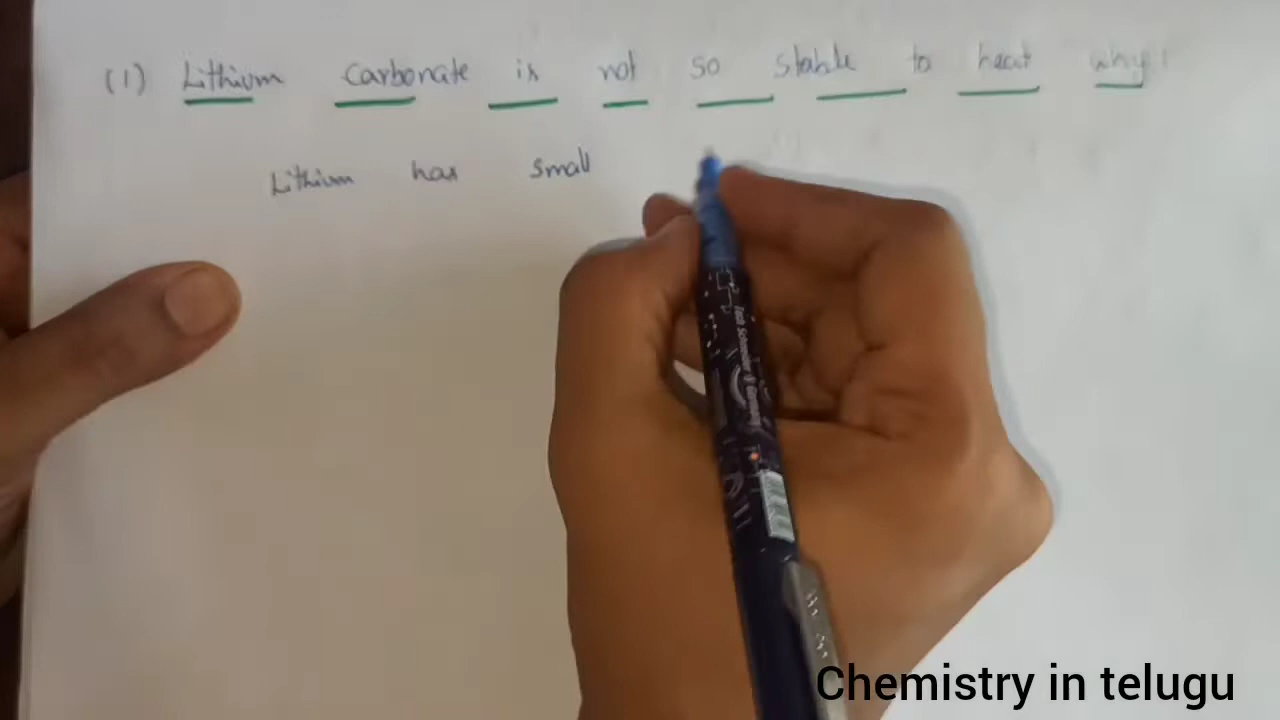 (1) Lithium carbonate is not so stable to heat why!
Lithium has small
Chemistry in telugu